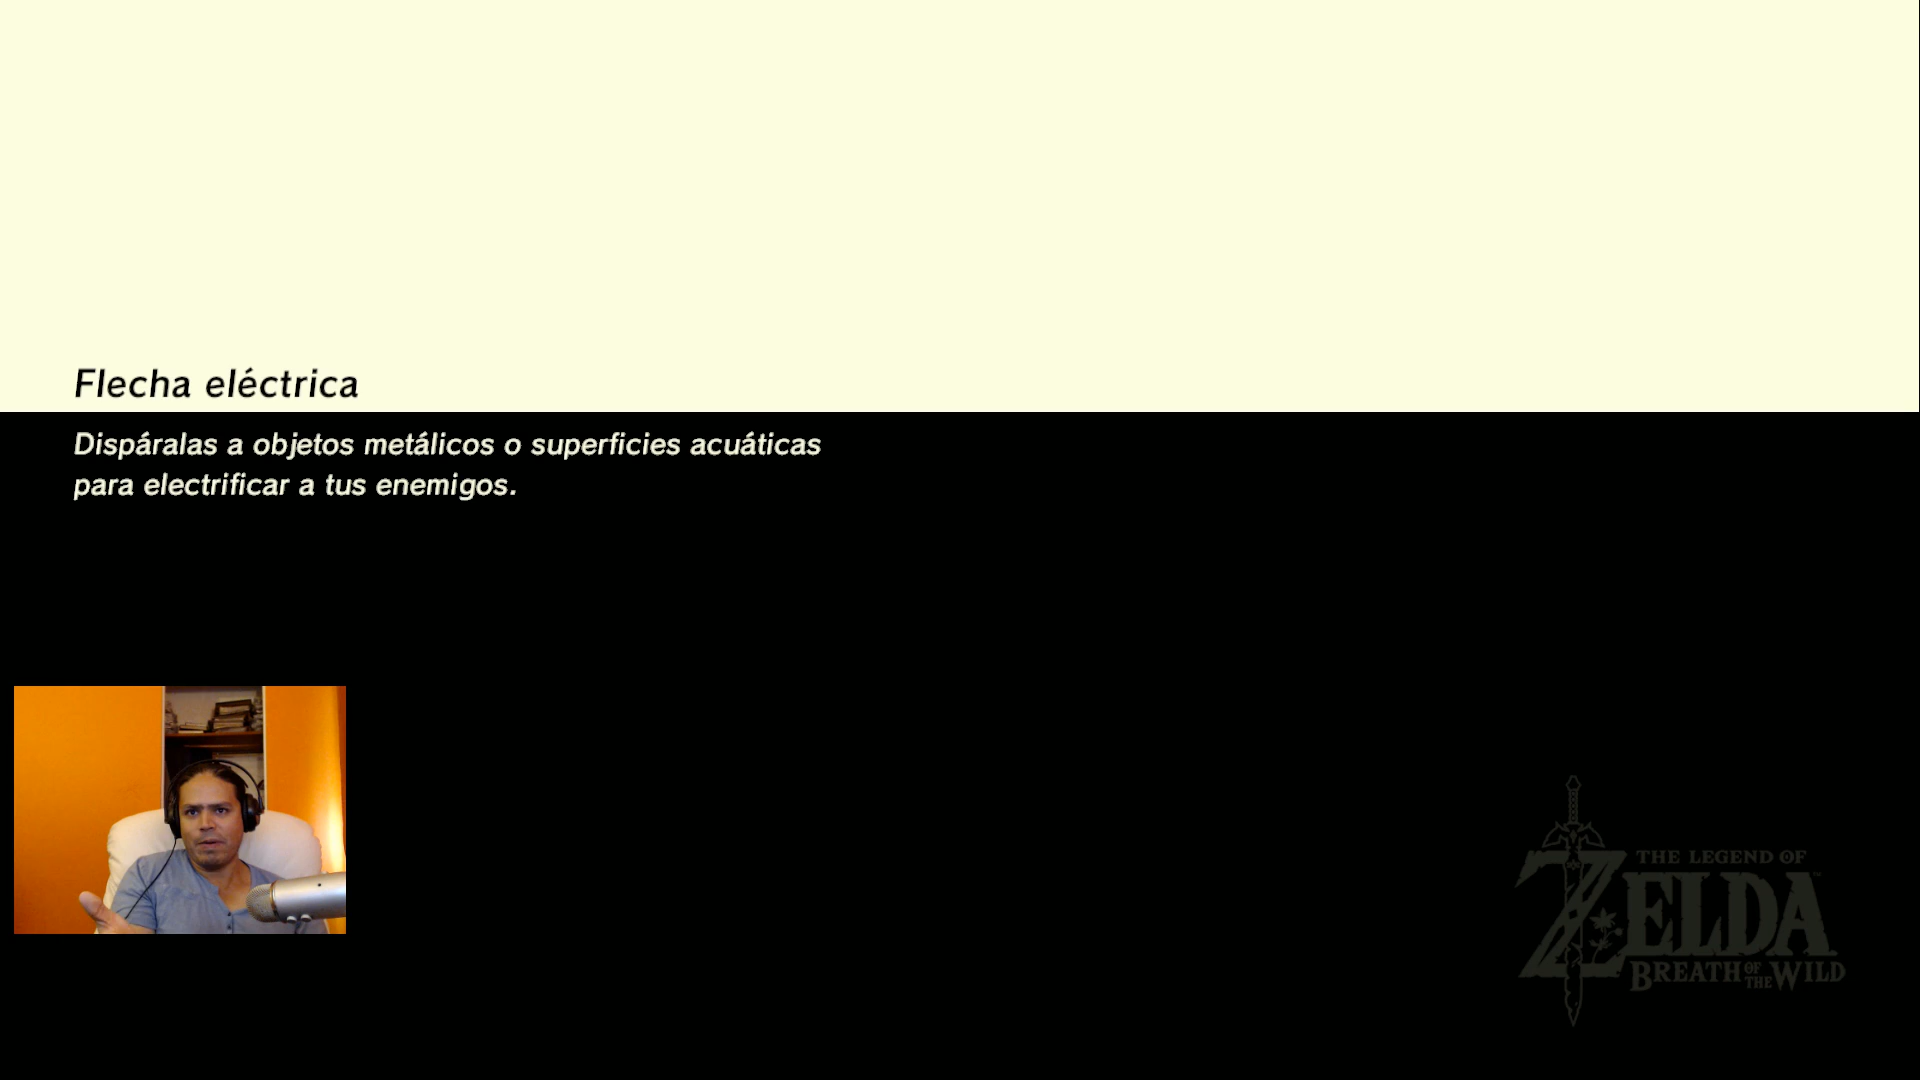 Flecha eléctrica
Dispáralas a objetos metálicos o superficies acuáticas
para electrificar a tus enemigos.
THE LEGEND OF
ZELDA
BREATH OF THE WILD